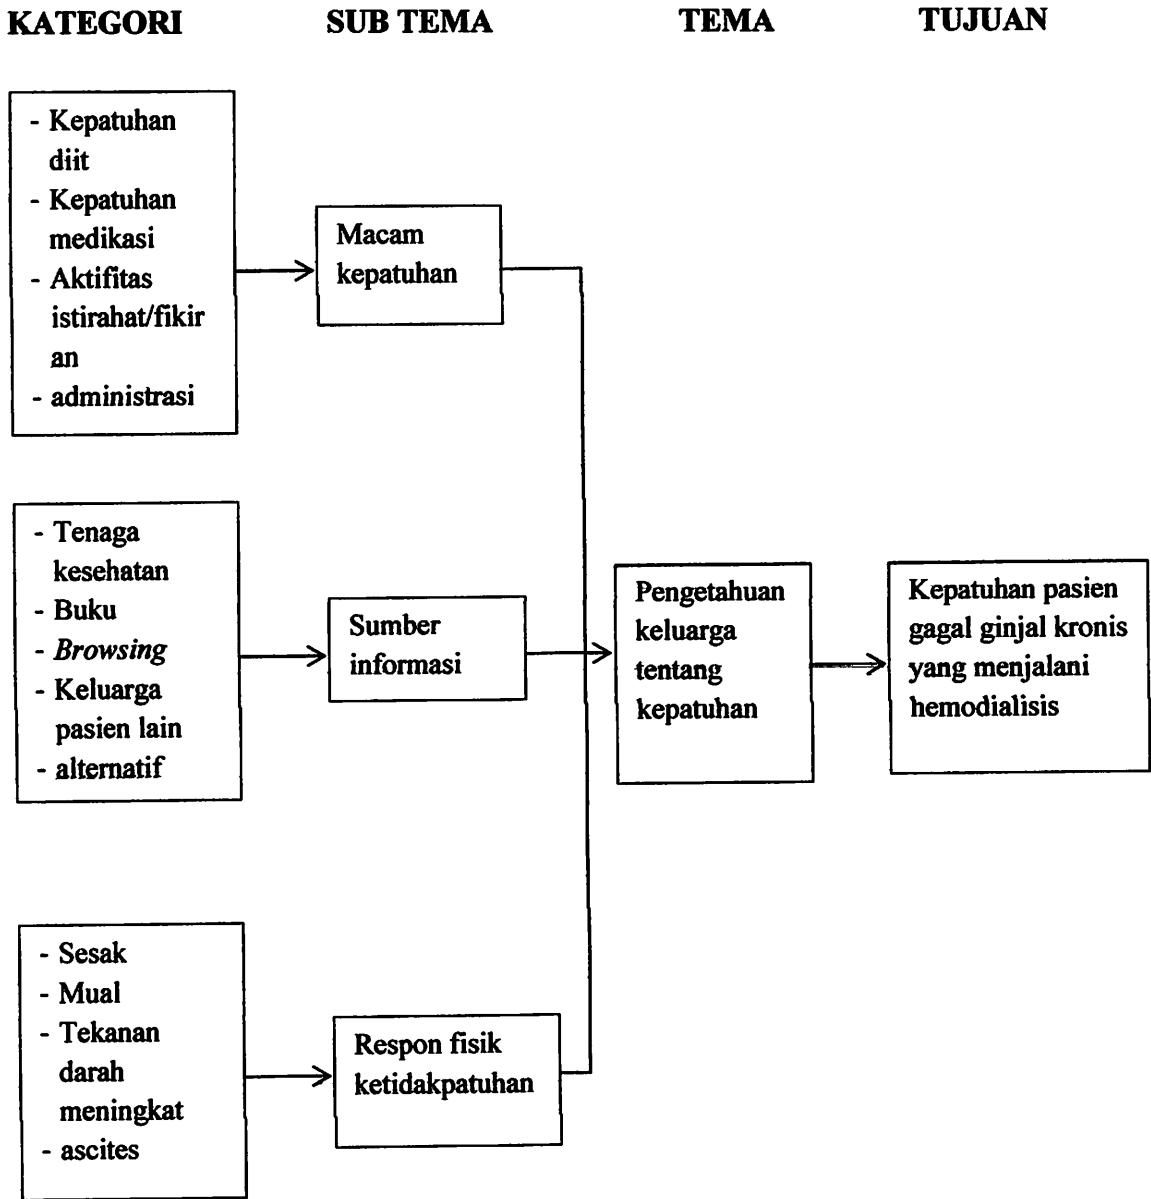 KATEGORI SUB TEMA TEMA TUJUAN
- Kepatuhan
diit
- Kepatuhan
medikasi
- Aktifitas
istirahat/fikir
an
- administrasi
Macam
kepatuhan
- Tenaga
kesehatan
- Buku
- Browsing
- Keluarga
pasien lain
- alternatif
Sumber
informasi
Pengetahuan
keluarga
tentang
kepatuhan
Kepatuhan pasien
gagal ginjal kronis
yang menjalani
hemodialisis
- Sesak
- Mual
- Tekanan
darah
meningkat
- ascites
Respon fisik
ketidakpatuhan